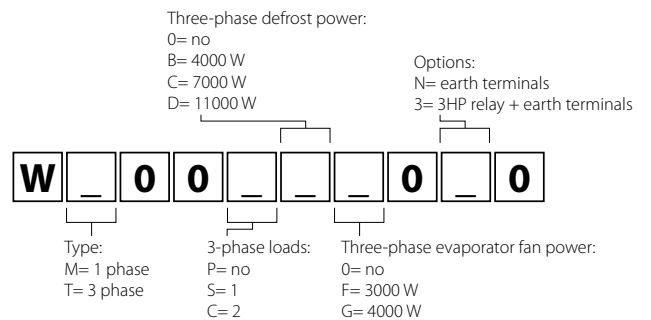 Three-phase defrost power:
0= no
B= 4000 W
C= 7000 W
D= 11000 W
Options:
N= earth terminals
3= 3HP relay + earth terminals
W _ 0 0 _ _ _ 0 _ 0
Type:
M= 1 phase
T= 3 phase
3-phase loads:
P= no
S= 1
C= 2
Three-phase evaporator fan power:
0= no
F= 3000 W
G= 4000 W